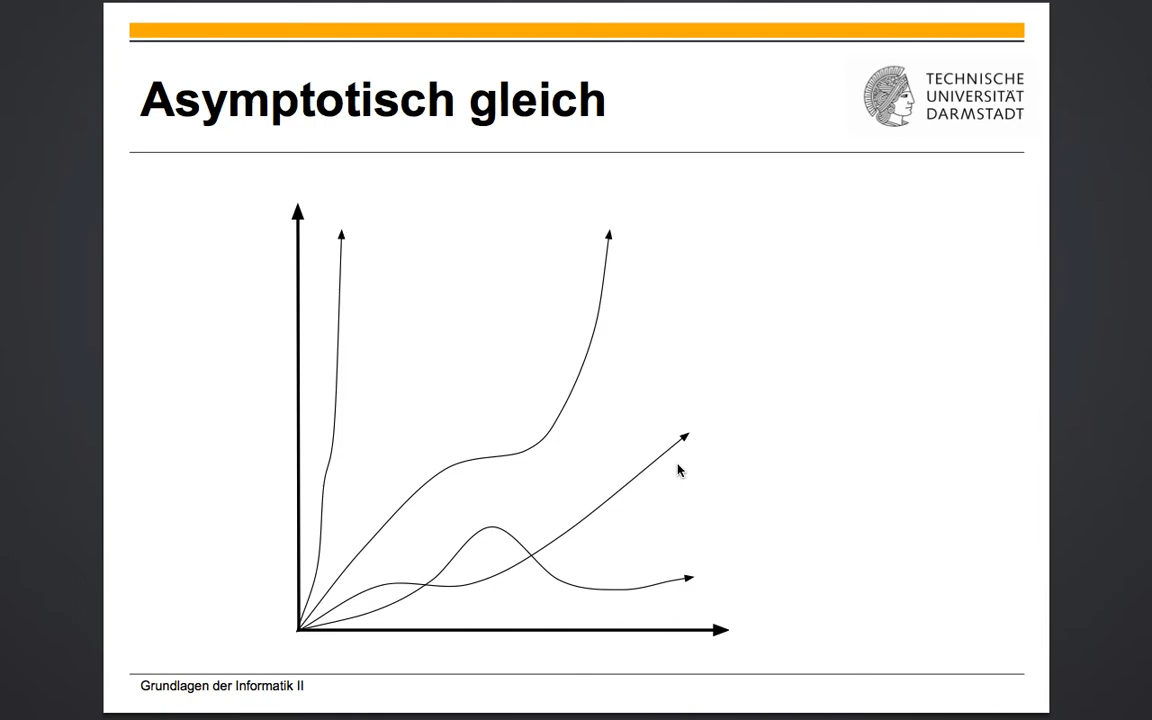 Asymptotisch gleich
TECHNISCHE
UNIVERSITÄT
DARMSTADT
Grundlagen der Informatik II